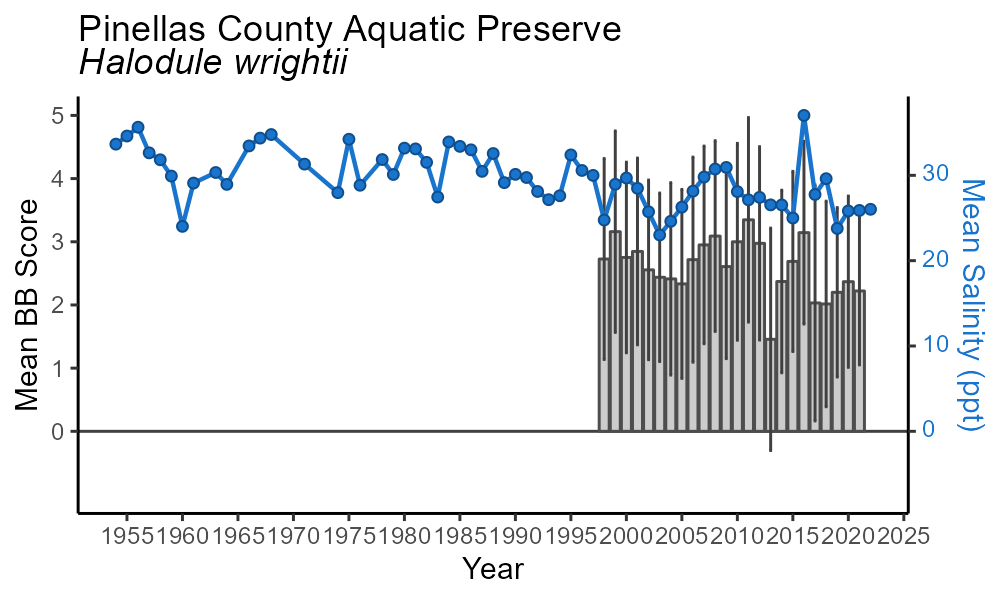 Pinellas County Aquatic Preserve
Halodule wrightii
Mean BB Score
5
4
3
2
1
0
30
20
10
0
Mean Salinity (ppt)
1955 1960 1965 1970 1975 1980 1985 1990 1995 2000 2005 2010 2015 2020 2025
Year